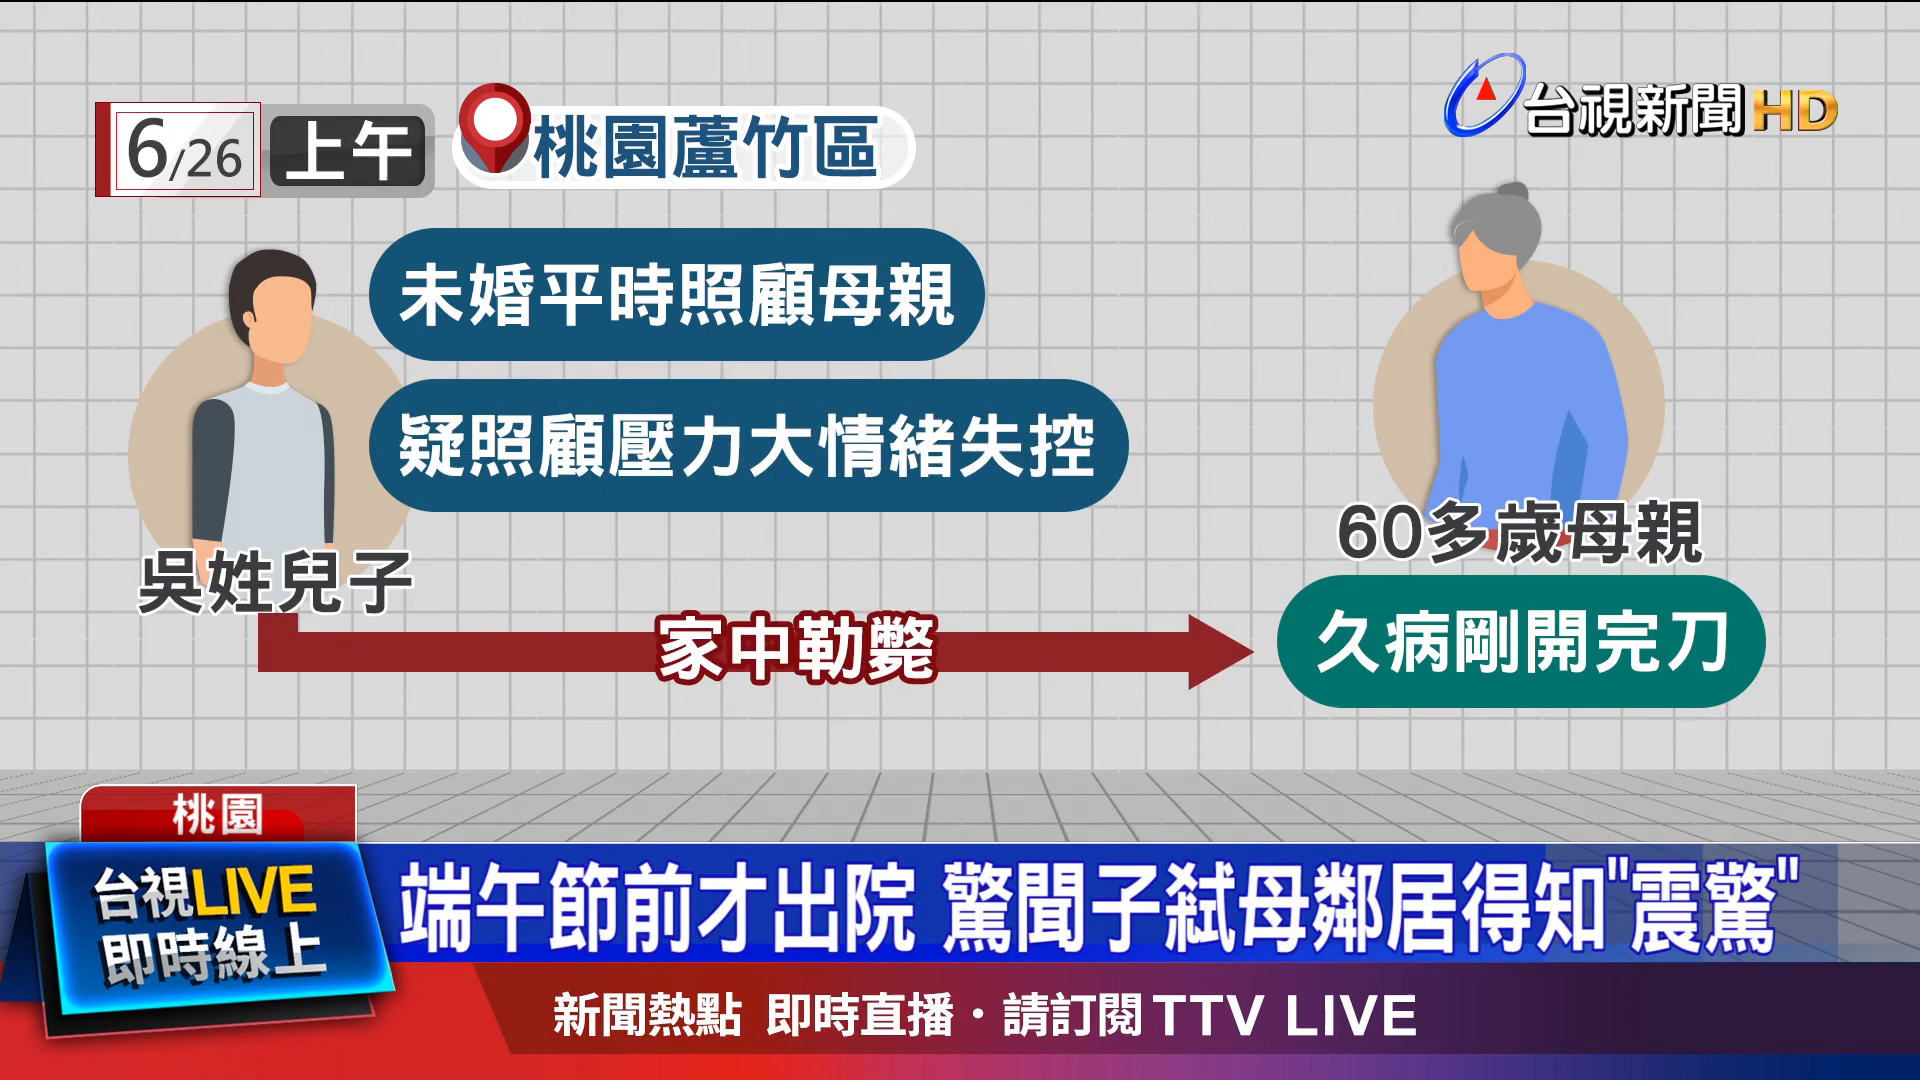 6/26 上午 桃園蘆竹區
台視新聞HD
未婚平時照顧母親
疑照顧壓力大情緒失控
吳姓兒子
60多歲母親
家中勒斃
久病剛開完刀
桃園
台視LIVE
即時線上
端午節前才出院 驚聞子弒母鄰居得知"震驚"
新聞熱點 即時直播・請訂閱TTV LIVE